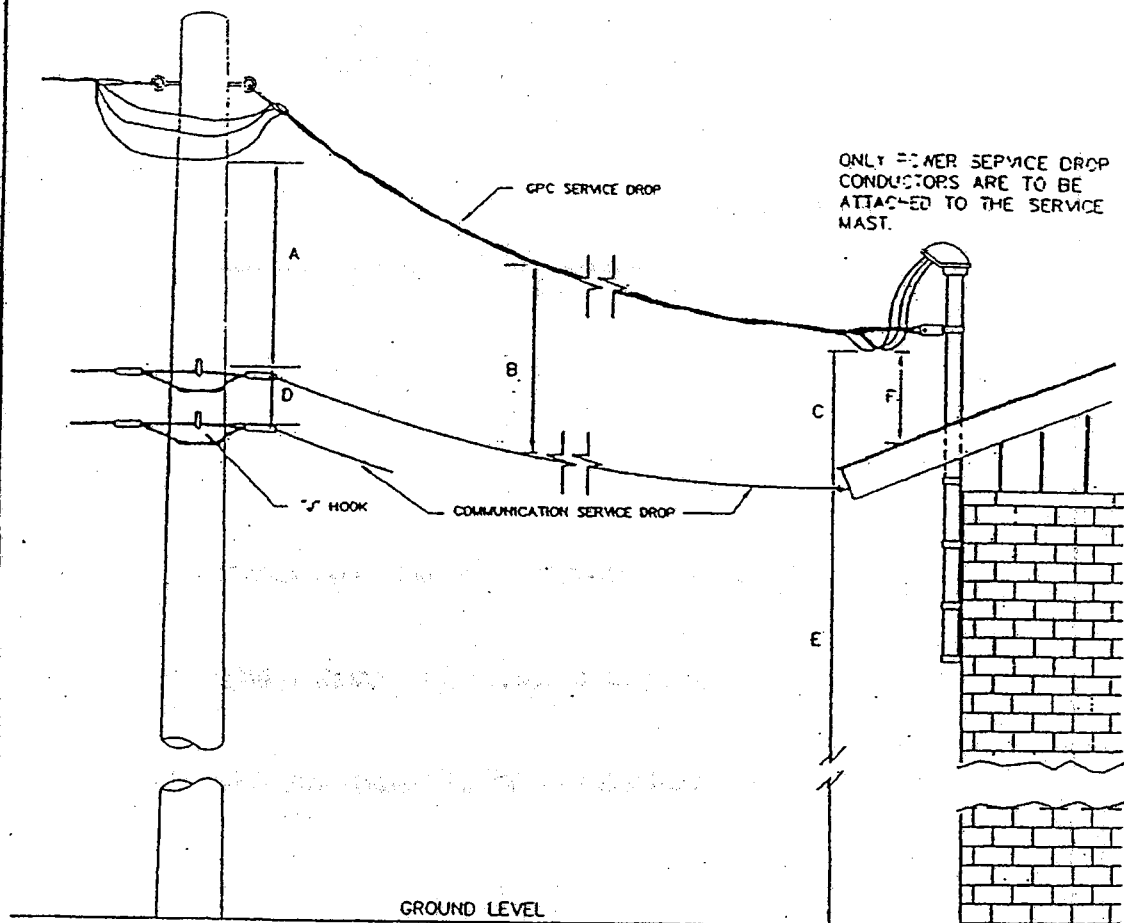 ONLY POWER SERVICE DROP
CONDUCTORS ARE TO BE
ATTACHED TO THE SERVICE
MAST.
GPC SERVICE DROP
A
B
C
F
D
"J" HOOK
COMMUNICATION SERVICE DROP
E
GROUND LEVEL